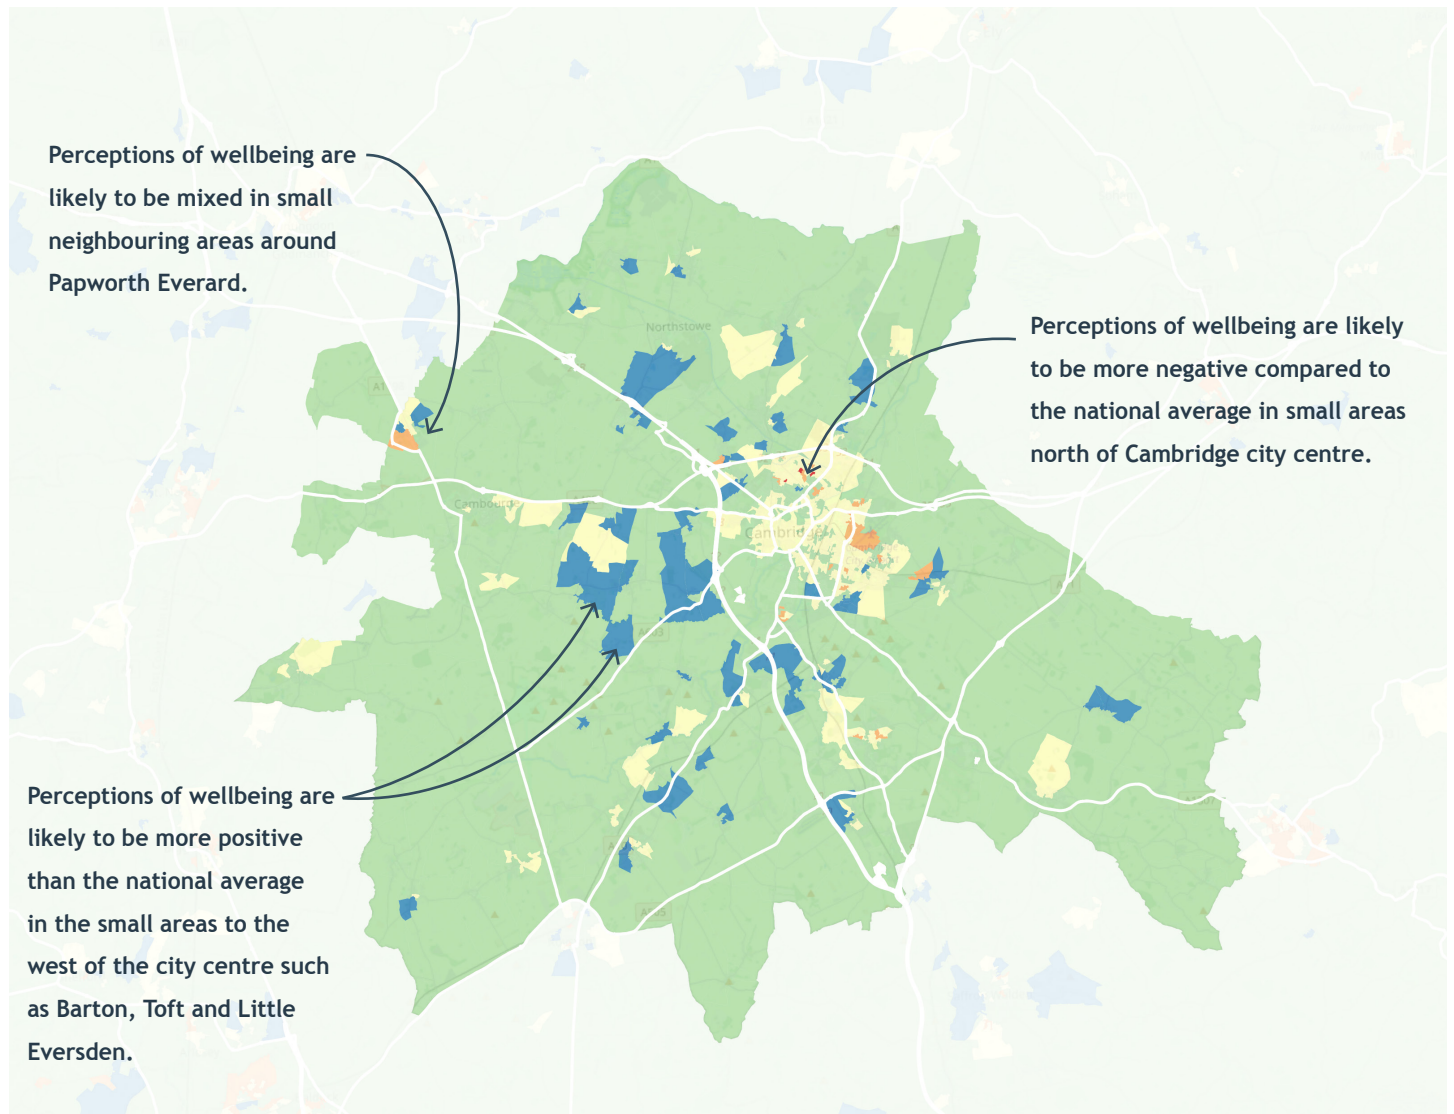 Perceptions of wellbeing are
likely to be mixed in small
neighbouring areas around
Papworth Everard.
Perceptions of wellbeing are likely
to be more negative compared to
the national average in small areas
north of Cambridge city centre.
Northstowe
A1
Cambridge
Perceptions of wellbeing are
likely to be more positive
than the national average
in the small areas to the
west of the city centre such
as Barton, Toft and Little
Eversden.